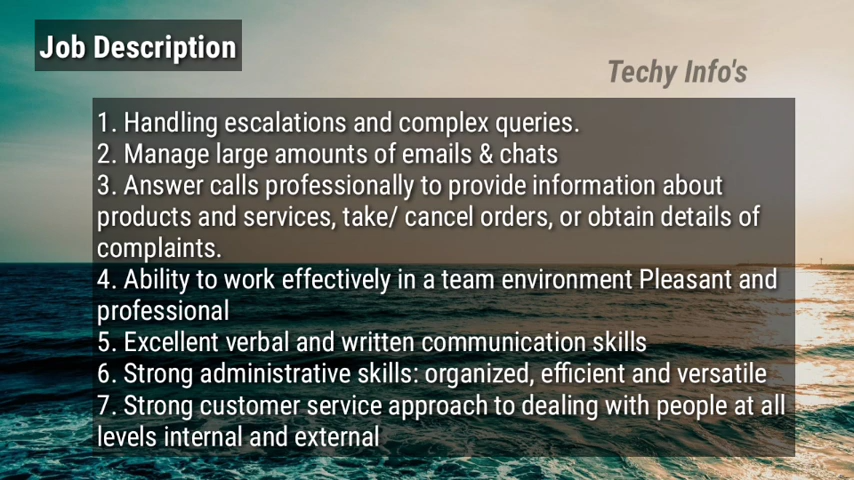 Job Description
Techy Info's
1. Handling escalations and complex queries.
2. Manage large amounts of emails & chats
3. Answer calls professionally to provide information about
products and services, take/ cancel orders, or obtain details of
complaints.
4. Ability to work effectively in a team environment Pleasant and
professional
5. Excellent verbal and written communication skills
6. Strong administrative skills: organized, efficient and versatile
7. Strong customer service approach to dealing with people at all
levels internal and external